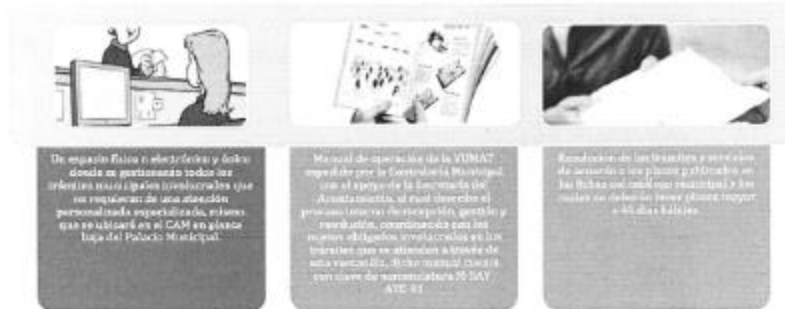 Un espacio físico o electrónico y único
donde se gestionarán todos los
trámites municipales involucrados que
no requieran de una atención
personalizada especializada, mismo
que se ubicará en el CAM en planta
baja del Palacio Municipal.
Manual de operación de la VUMAT
expedido por la Contraloría Municipal
con el apoyo de la Secretaría del
Ayuntamiento, el cual describe el
proceso interno de recepción, gestión y
resolución, coordinación con los
sujetos obligados involucrados en los
trámites que se atienden a través de
esta ventanilla, dicho manual cuenta
con clave de nomenclatura M-SAY
ATE
Resolución de los trámites y servicios
de acuerdo a los plazos publicados en
las fichas del catálogo municipal y los
cuales no deberán tener plazos mayor
días hábiles